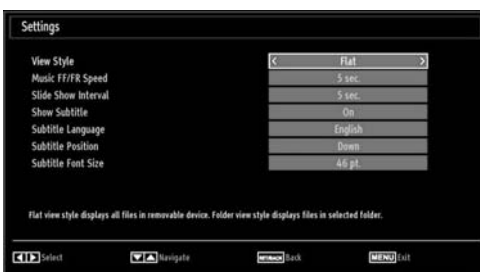 Settings
View Style Flat
Music FF/FR Speed 5 sec.
Slide Show Interval 5 sec.
Show Subtitle On
Subtitle Language English
Subtitle Position Down
Subtitle Font Size 46 pt.
Flat view style displays all files in removable device. Folder view style displays files in selected folder.
Select Navigate Back MENU Exit